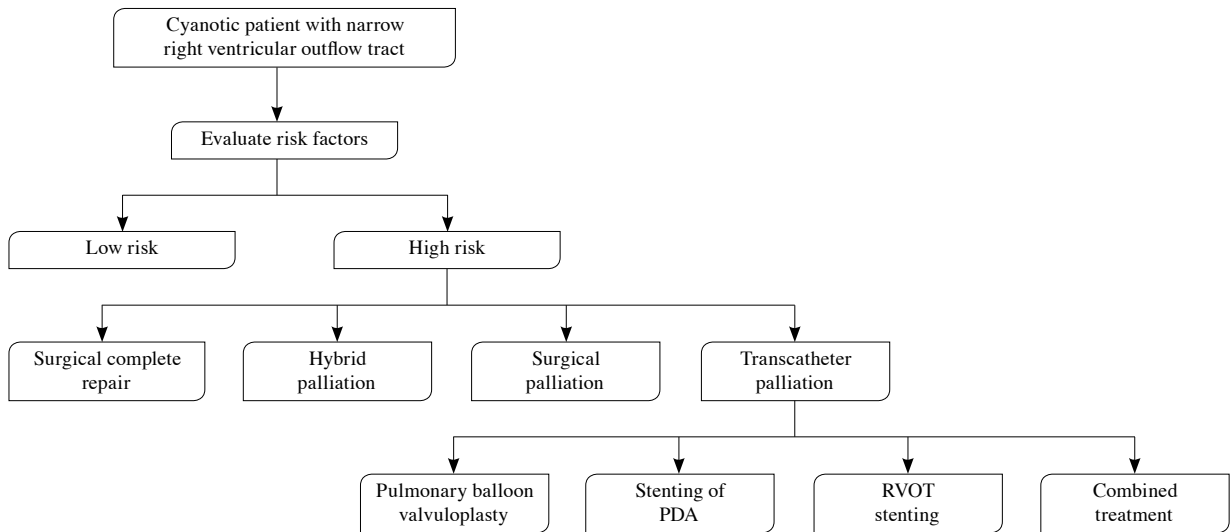 Cyanotic patient with narrow
right ventricular outflow tract
Evaluate risk factors
Low risk
High risk
Surgical complete
repair
Hybrid
palliation
Surgical
palliation
Transcatheter
palliation
Pulmonary balloon
valvuloplasty
Stenting of
PDA
RVOT
stenting
Combined
treatment